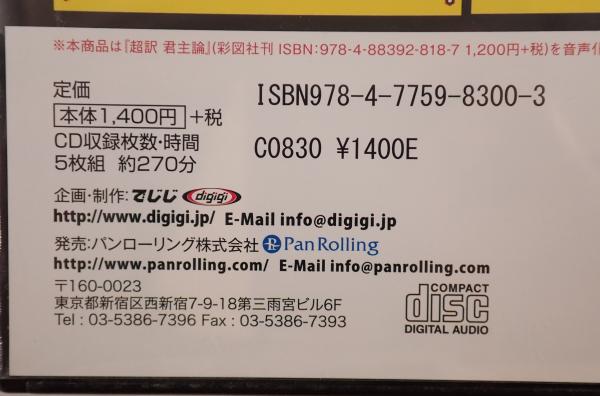 ※本商品は『超訳 君主論』(彩図社刊 ISBN:978-4-88392-818-7 1,200円+税)を音声化
定価
本体1,400円 +税
CD収録枚数・時間
5枚組 約270分
ISBN978-4-7759-8300-3
C0830 ¥1400E
企画・制作:でじじ digigi
http://www.digigi.jp/ E-Mail info@digigi.jp
発売:パンローリング株式会社 PanRolling
http://www.panrolling.com/ E-Mail info@panrolling.com
〒160-0023
東京都新宿区西新宿7-9-18第三雨宮ビル6F
Tel : 03-5386-7396 Fax : 03-5386-7393
COMPACT
disc
DIGITAL AUDIO